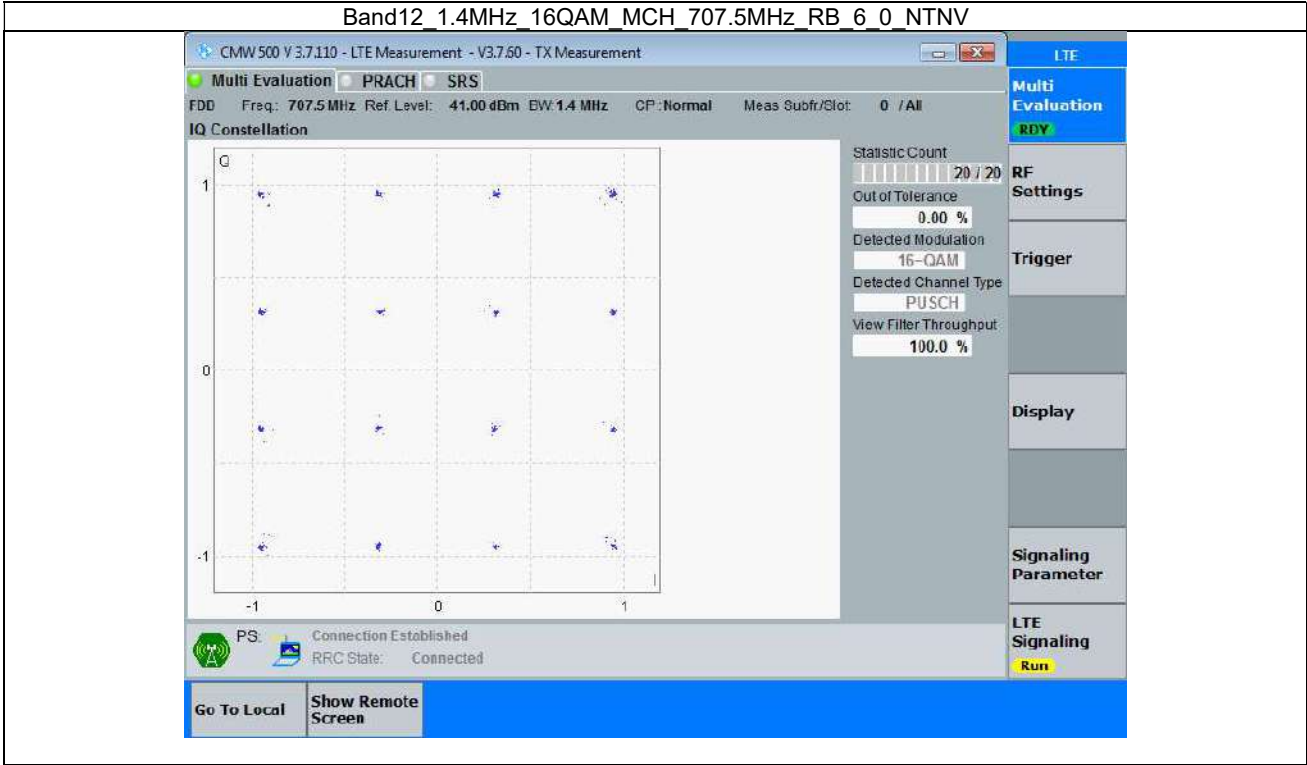 Band12_1.4MHz_16QAM_MCH_707.5MHz_RB_6_0_NTNV
CMW 500 V 3.7.110 - LTE Measurement - V3.7.60 - TX Measurement
LTE
Multi Evaluation PRACH SRS
Multi
Evaluation
RDY
FDD Freq.: 707.5 MHz Ref. Level: 41.00 dBm BW: 1.4 MHz CP: Normal Meas Subfr/Slot: 0 / All
IQ Constellation
Q
1
0
-1
-1 0 1
I
Statistic Count
20 / 20
Out of Tolerance
0.00 %
Detected Modulation
16-QAM
Detected Channel Type
PUSCH
View Filter Throughput
100.0 %
RF
Settings
Trigger
Display
Signaling
Parameter
LTE
Signaling
Run
PS:
Connection Established
RRC State: Connected
Go To Local
Show Remote
Screen